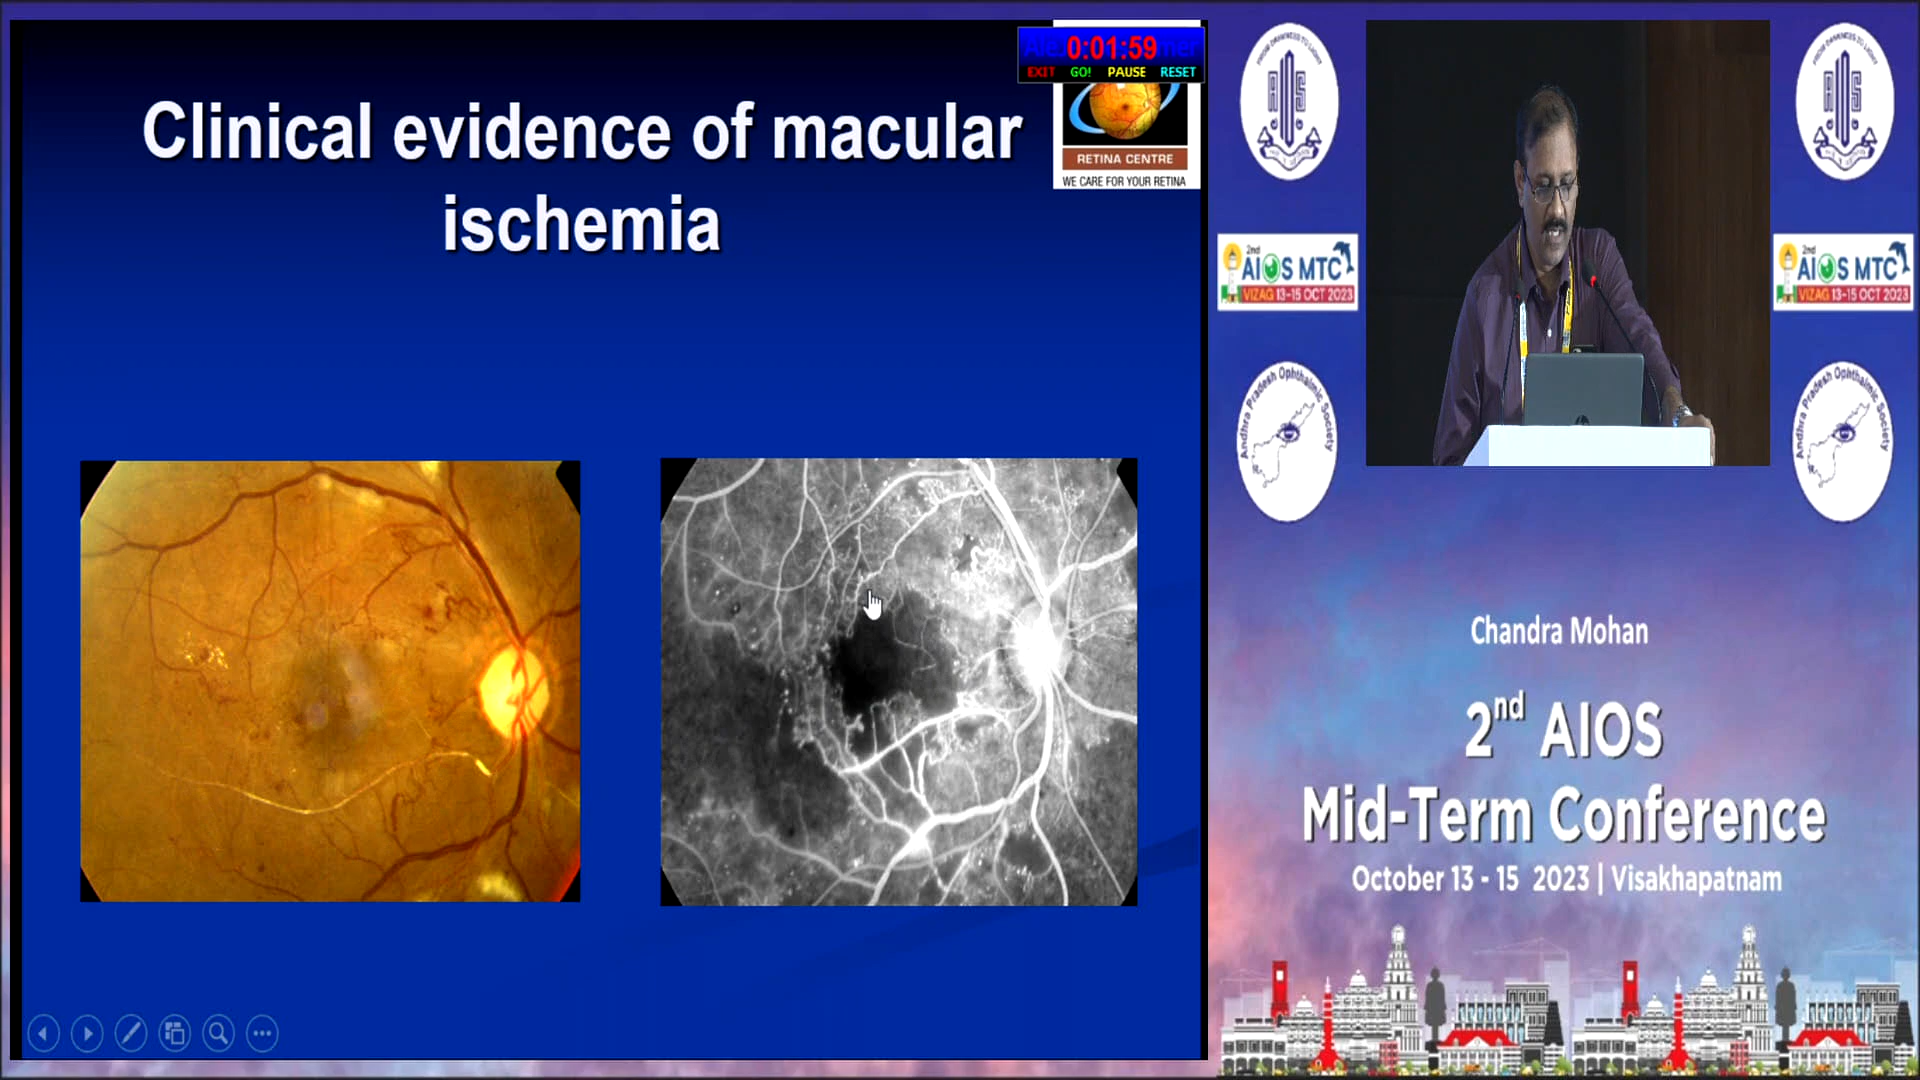 Clinical evidence of macular
ischemia
0:01:59
EXIT GO! PAUSE RESET
RETINA CENTRE
WE CARE FOR YOUR RETINA
2nd
AIOS MTC
VIZAG 13-15 OCT 2023
Andhra Pradesh Ophthalmic Society
2nd
AIOS MTC
VIZAG 13-15 OCT 2023
Andhra Pradesh Ophthalmic Society
Chandra Mohan
2nd AIOS
Mid-Term Conference
October 13 - 15 2023 | Visakhapatnam